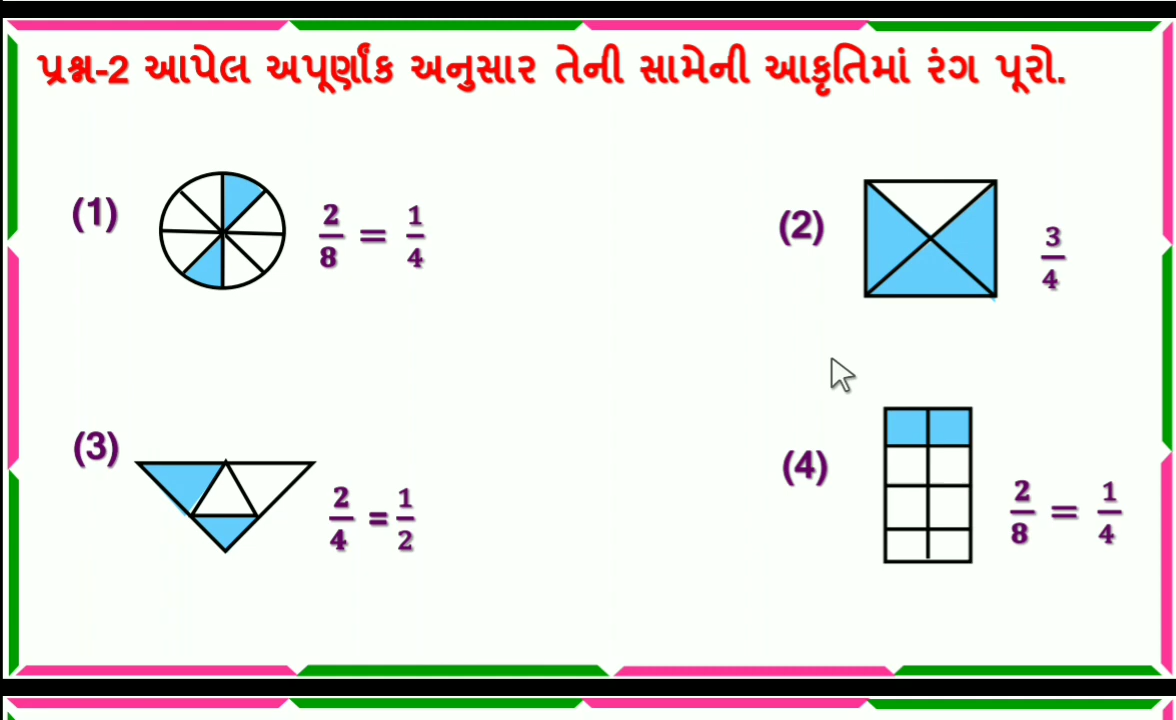 પ્રશ્ન-2 આપેલ અપૂર્ણાંક અનુસાર તેની સામેની આકૃતિમાં રંગ પૂરો.
(1) 2/8 = 1/4
(2) 3/4
(3) 2/4 = 1/2
(4) 2/8 = 1/4